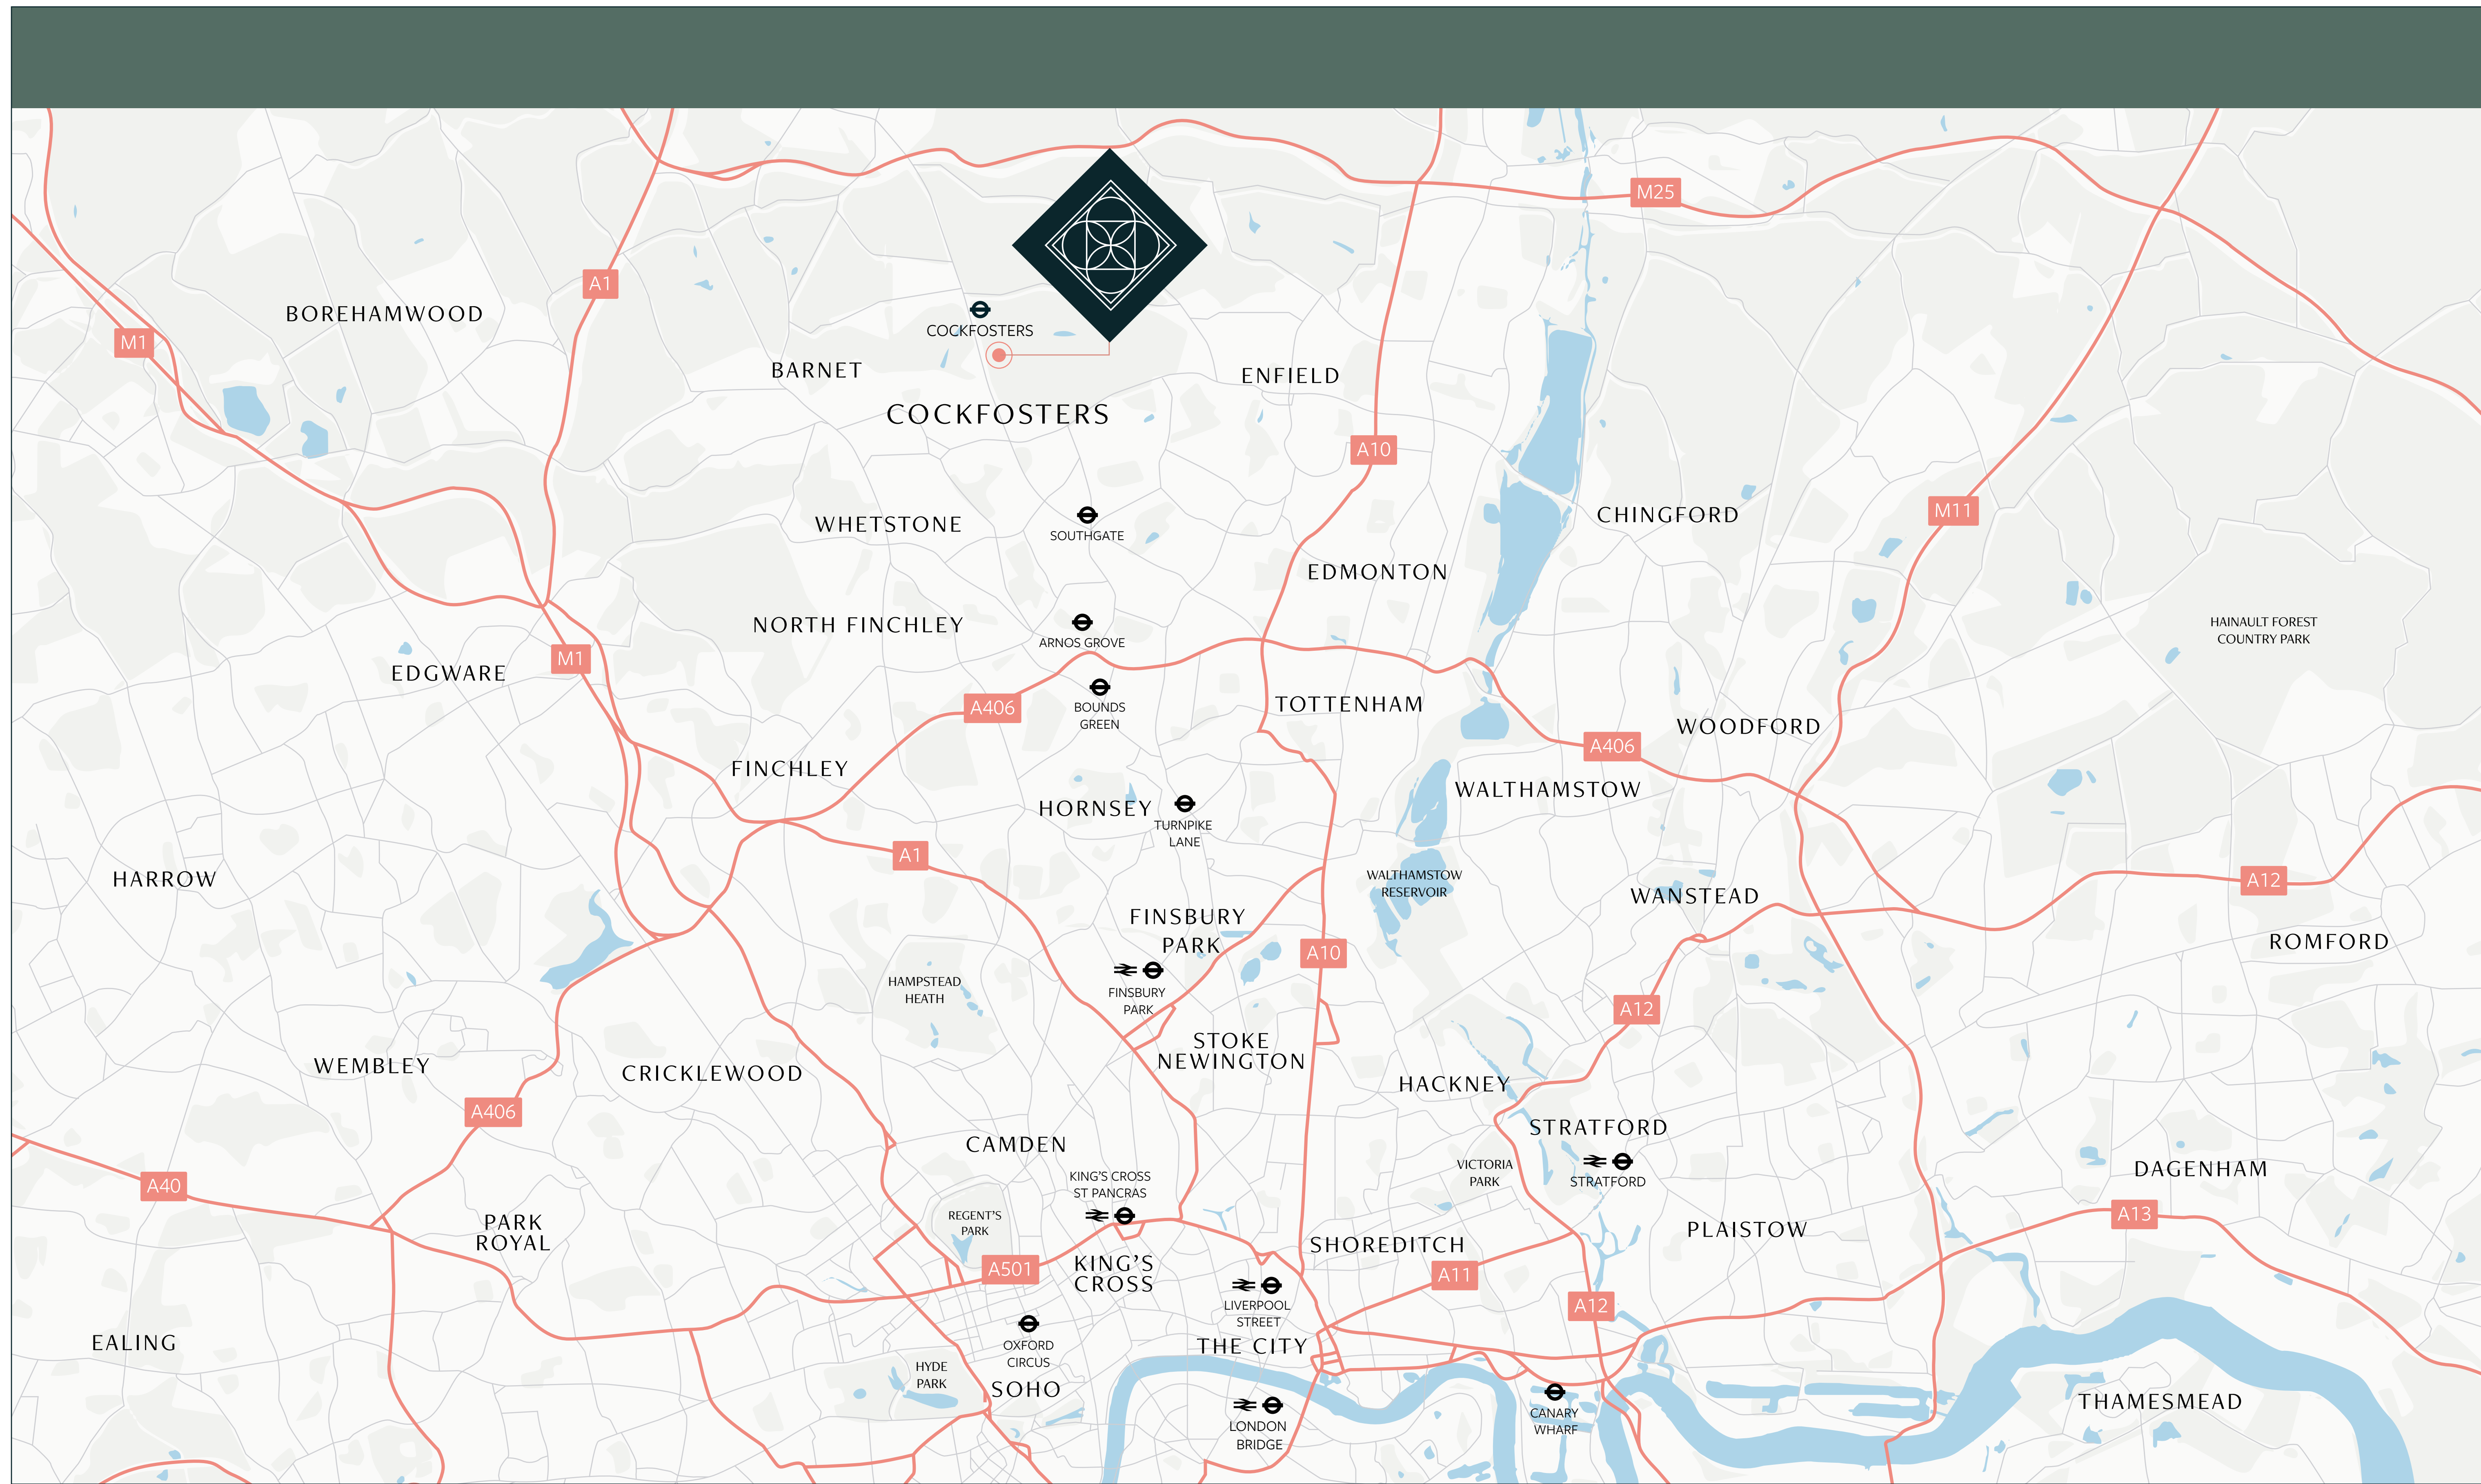 M25
A1
BOREHAMWOOD
COCKFOSTERS
M1
BARNET
ENFIELD
COCKFOSTERS
A10
M11
CHINGFORD
WHETSTONE
SOUTHGATE
EDMONTON
NORTH FINCHLEY
HAINAULT FOREST
COUNTRY PARK
ARNOS GROVE
M1
EDGWARE
A406
BOUNDS
GREEN
TOTTENHAM
WOODFORD
A406
FINCHLEY
WALTHAMSTOW
HORNSEY
TURNPIKE
LANE
A1
HARROW
WALTHAMSTOW
RESERVOIR
A12
WANSTEAD
FINSBURY
PARK
ROMFORD
A10
HAMPSTEAD
HEATH
FINSBURY
PARK
A12
STOKE
NEWINGTON
WEMBLEY
CRICKLEWOOD
HACKNEY
A406
STRATFORD
CAMDEN
VICTORIA
PARK
DAGENHAM
KING'S CROSS
ST PANCRAS
STRATFORD
A40
REGENT'S
PARK
A13
PARK
ROYAL
PLAISTOW
SHOREDITCH
A501
KING'S
CROSS
A11
LIVERPOOL
STREET
A12
EALING
OXFORD
CIRCUS
THE CITY
HYDE
PARK
SOHO
THAMESMEAD
CANARY
WHARF
LONDON
BRIDGE